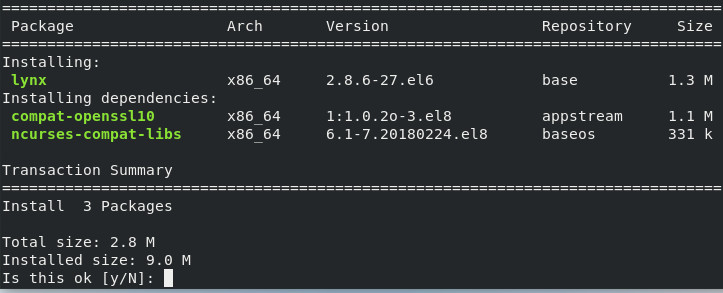 ================================================================================
Package Arch Version Repository Size
================================================================================
Installing:
lynx x86_64 2.8.6-27.el6 base 1.3 M
Installing dependencies:
compat-openssl10 x86_64 1:1.0.2o-3.el8 appstream 1.1 M
ncurses-compat-libs x86_64 6.1-7.20180224.el8 baseos 331 k
Transaction Summary
================================================================================
Install 3 Packages
Total size: 2.8 M
Installed size: 9.0 M
Is this ok [y/N]: